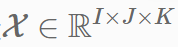 𝓧 ∈ ℝ^{I×J×K}